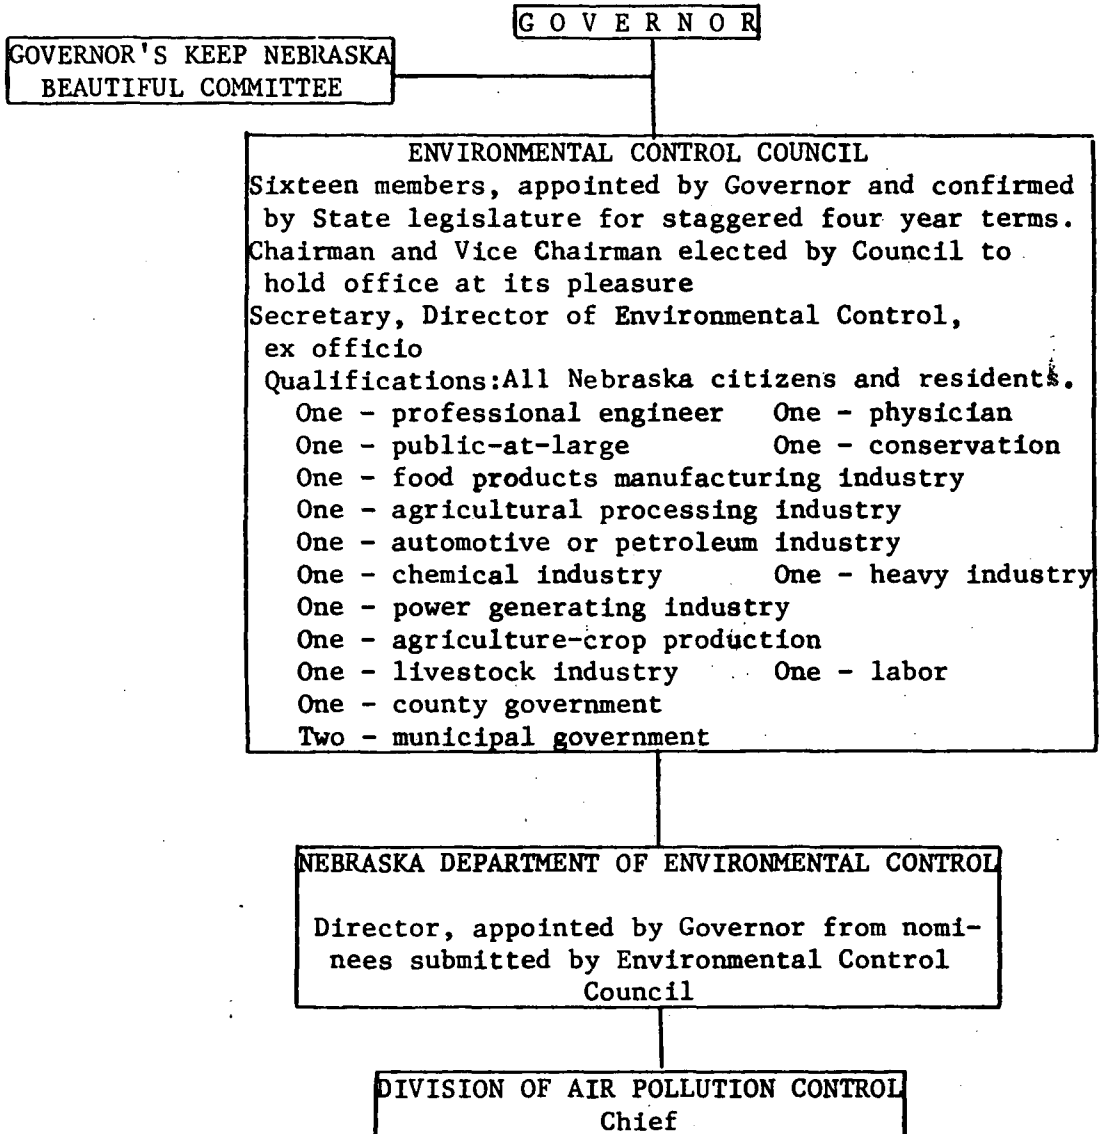 G O V E R N O R
GOVERNOR'S KEEP NEBRASKA
BEAUTIFUL COMMITTEE
ENVIRONMENTAL CONTROL COUNCIL
Sixteen members, appointed by Governor and confirmed
by State legislature for staggered four year terms.
Chairman and Vice Chairman elected by Council to
hold office at its pleasure
Secretary, Director of Environmental Control,
ex officio
Qualifications:All Nebraska citizens and residents.
One - professional engineer One - physician
One - public-at-large One - conservation
One - food products manufacturing industry
One - agricultural processing industry
One - automotive or petroleum industry
One - chemical industry One - heavy industry
One - power generating industry
One - agriculture-crop production
One - livestock industry One - labor
One - county government
Two - municipal government
NEBRASKA DEPARTMENT OF ENVIRONMENTAL CONTROL
Director, appointed by Governor from nomi-
nees submitted by Environmental Control
Council
DIVISION OF AIR POLLUTION CONTROL
Chief